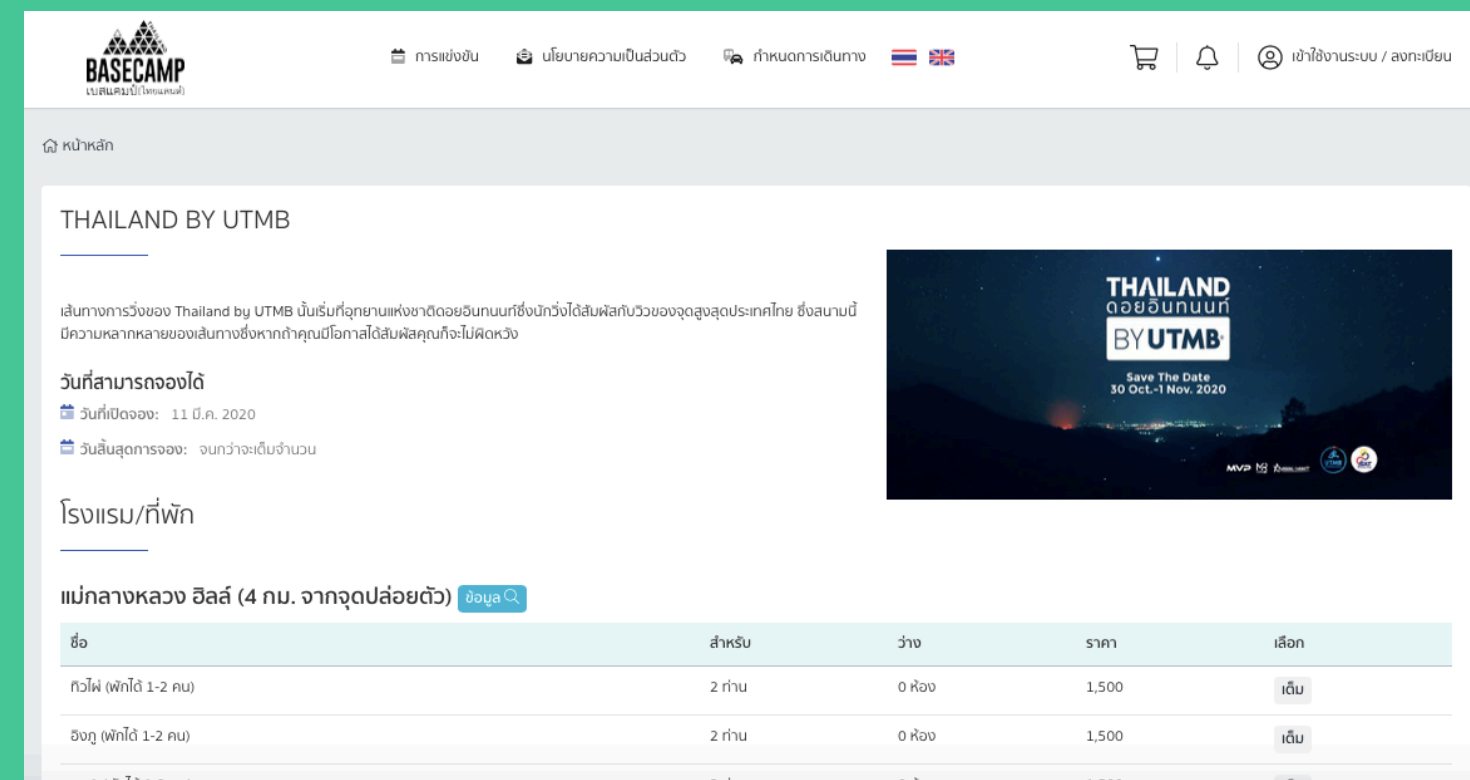 BASECAMP
เบสแคมป์(ไทยแลนด์)
การแข่งขัน นโยบายความเป็นส่วนตัว กำหนดการเดินทาง เข้าใช้งานระบบ / ลงทะเบียน
หน้าหลัก
THAILAND BY UTMB
เส้นทางการวิ่งของ Thailand by UTMB นั้นเริ่มที่อุทยานแห่งชาติดอยอินทนนท์ซึ่งนักวิ่งได้สัมผัสกับวิวของจุดสูงสุดประเทศไทย ซึ่งสนามนี้
มีความหลากหลายของเส้นทางซึ่งหากถ้าคุณมีโอกาสได้สัมผัสคุณก็จะไม่ผิดหวัง
วันที่สามารถจองได้
วันที่เปิดจอง: 11 มี.ค. 2020
วันสิ้นสุดการจอง: จนกว่าจะเต็มจำนวน
THAILAND
ดอยอินทนนท์
BY UTMB
Save The Date
30 Oct.-1 Nov. 2020
MVP
UTMB
โรงแรม/ที่พัก
แม่กลางหลวง ฮิลล์ (4 กม. จากจุดปล่อยตัว) ข้อมูล
ชื่อ สำหรับ ว่าง ราคา เลือก
ทิวไผ่ (พักได้ 1-2 คน) 2 ท่าน 0 ห้อง 1,500 เต็ม
อิงภู (พักได้ 1-2 คน) 2 ท่าน 0 ห้อง 1,500 เต็ม